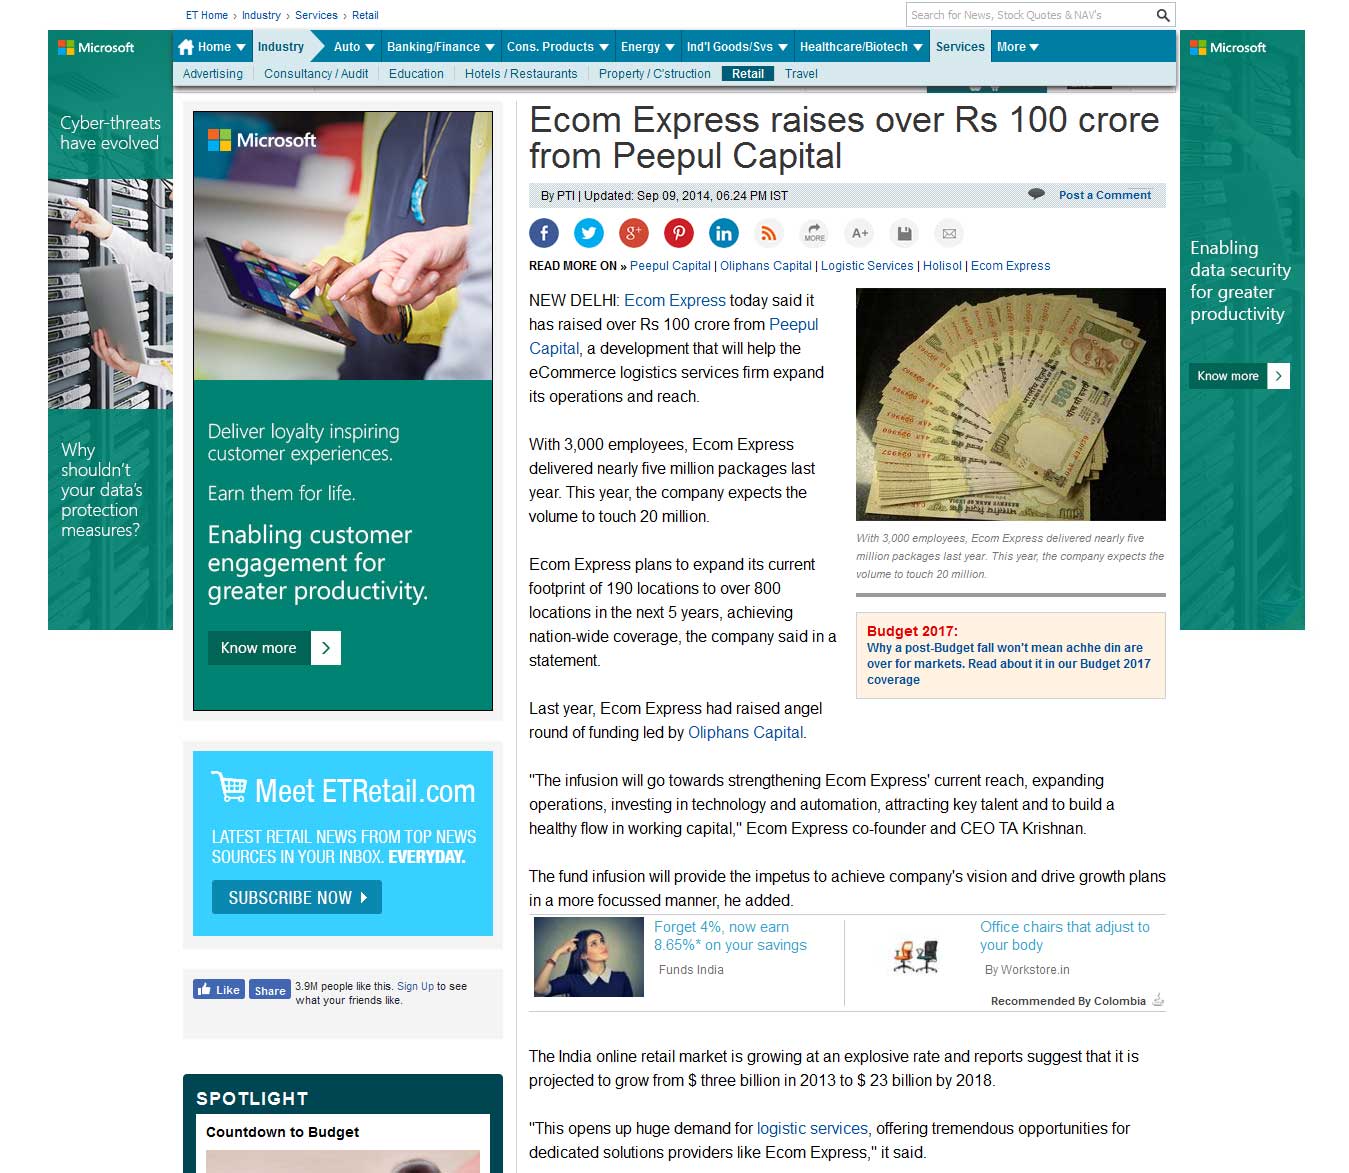 ET Home › Industry › Services › Retail
Search for News, Stock Quotes & NAV's
Home Industry Auto Banking/Finance Cons. Products Energy Ind'l Goods/Svs Healthcare/Biotech Services More
Advertising Consultancy / Audit Education Hotels / Restaurants Property / C'struction Retail Travel
Microsoft
Cyber-threats
have evolved
Why
shouldn't
your data's
protection
measures?
Microsoft
Deliver loyalty inspiring
customer experiences.
Earn them for life.
Enabling customer
engagement for
greater productivity.
Know more
Meet ETRetail.com
LATEST RETAIL NEWS FROM TOP NEWS
SOURCES IN YOUR INBOX. EVERYDAY.
SUBSCRIBE NOW
Like Share 3.9M people like this. Sign Up to see
what your friends like.
SPOTLIGHT
Countdown to Budget
Ecom Express raises over Rs 100 crore
from Peepul Capital
By PTI | Updated: Sep 09, 2014, 06.24 PM IST
Post a Comment
MORE A+
READ MORE ON » Peepul Capital | Oliphans Capital | Logistic Services | Holisol | Ecom Express
NEW DELHI: Ecom Express today said it
has raised over Rs 100 crore from Peepul
Capital, a development that will help the
eCommerce logistics services firm expand
its operations and reach.
With 3,000 employees, Ecom Express
delivered nearly five million packages last
year. This year, the company expects the
volume to touch 20 million.
Ecom Express plans to expand its current
footprint of 190 locations to over 800
locations in the next 5 years, achieving
nation-wide coverage, the company said in a
statement.
Last year, Ecom Express had raised angel
round of funding led by Oliphans Capital.
500
With 3,000 employees, Ecom Express delivered nearly five
million packages last year. This year, the company expects the
volume to touch 20 million.
Budget 2017:
Why a post-Budget fall won't mean achhe din are
over for markets. Read about it in our Budget 2017
coverage
"The infusion will go towards strengthening Ecom Express' current reach, expanding
operations, investing in technology and automation, attracting key talent and to build a
healthy flow in working capital," Ecom Express co-founder and CEO TA Krishnan.
The fund infusion will provide the impetus to achieve company's vision and drive growth plans
in a more focussed manner, he added.
Forget 4%, now earn
8.65%* on your savings
Funds India
Office chairs that adjust to
your body
By Workstore.in
Recommended By Colombia
The India online retail market is growing at an explosive rate and reports suggest that it is
projected to grow from $ three billion in 2013 to $ 23 billion by 2018.
"This opens up huge demand for logistic services, offering tremendous opportunities for
dedicated solutions providers like Ecom Express," it said.
Microsoft
Enabling
data security
for greater
productivity
Know more